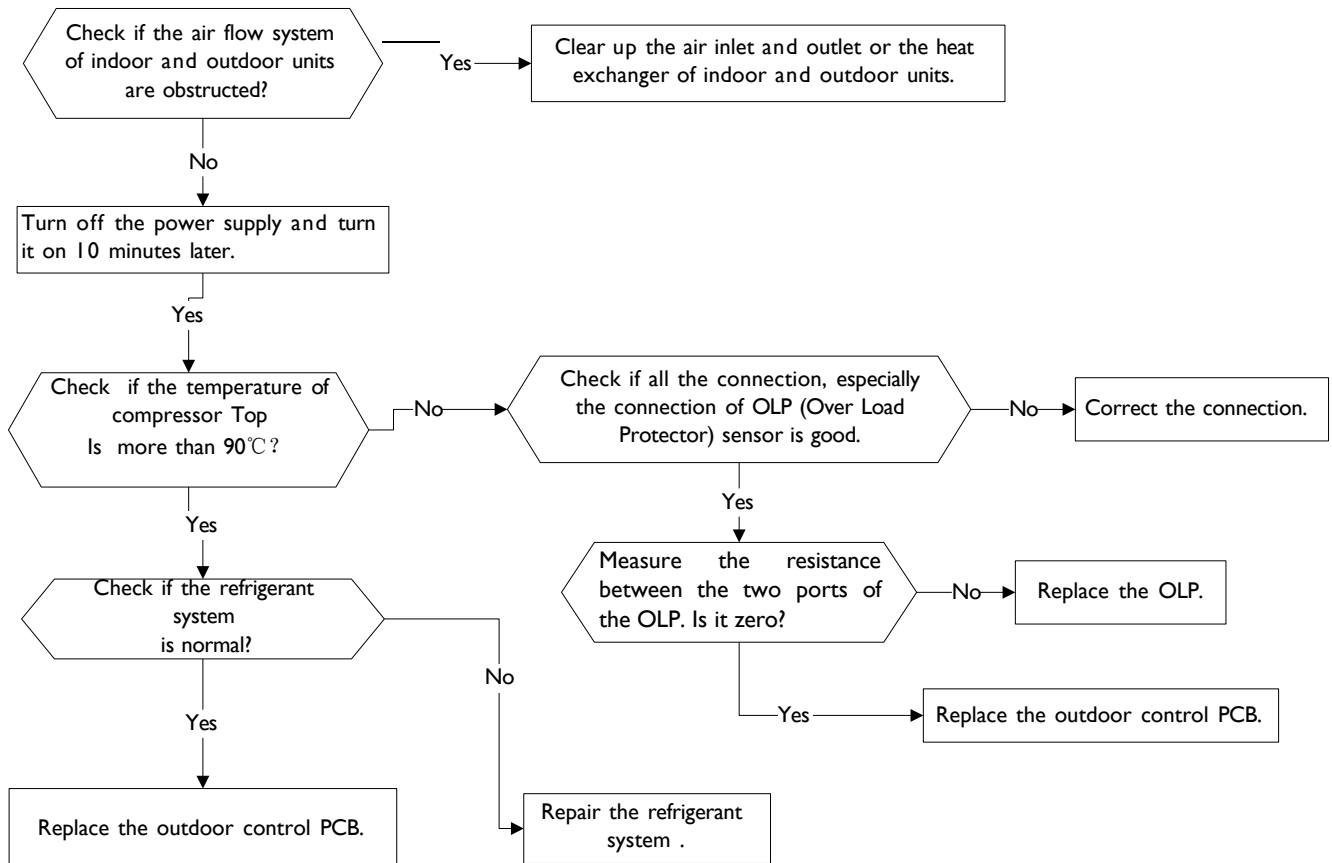 Check if the air flow system
of indoor and outdoor units
are obstructed?
Yes
Clear up the air inlet and outlet or the heat
exchanger of indoor and outdoor units.
No
Turn off the power supply and turn
it on 10 minutes later.
Yes
Check if the temperature of
compressor Top
Is more than 90℃?
No
Check if all the connection, especially
the connection of OLP (Over Load
Protector) sensor is good.
No
Correct the connection.
Yes
Yes
Check if the refrigerant
system
is normal?
Measure the resistance
between the two ports of
the OLP. Is it zero?
No
Replace the OLP.
No
Yes
Yes
Replace the outdoor control PCB.
Replace the outdoor control PCB.
Repair the refrigerant
system .